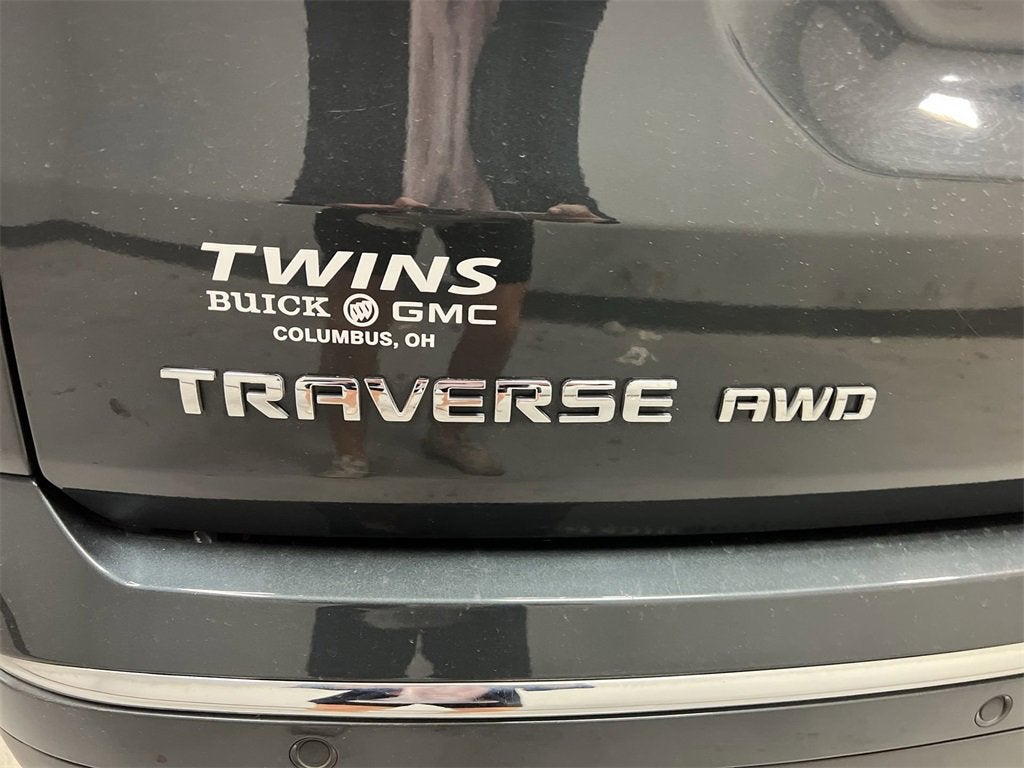 TWINS
BUICK GMC
COLUMBUS, OH
TRAVERSE AWD